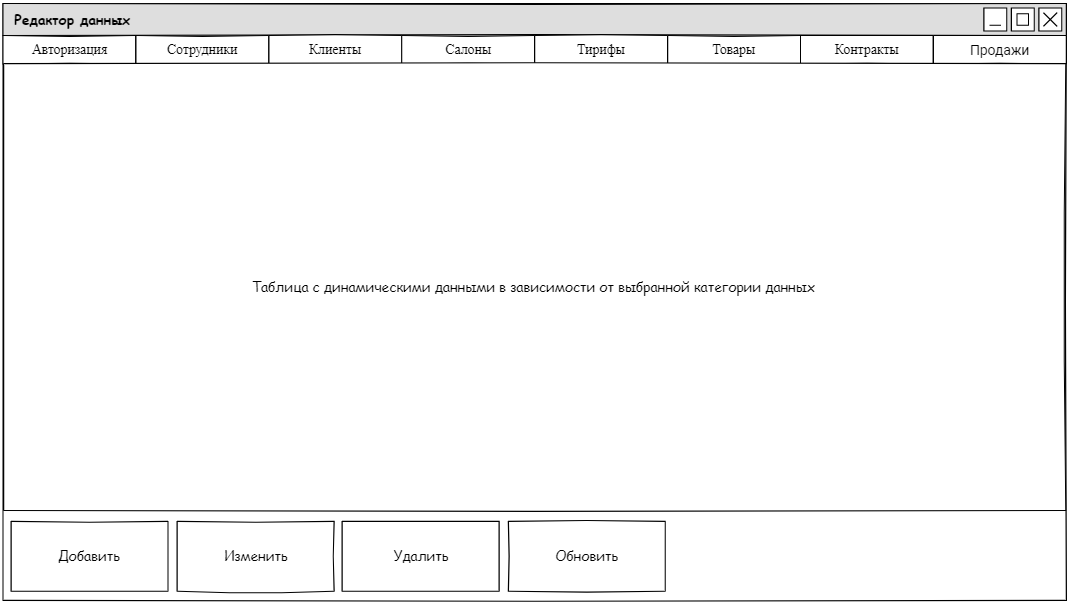 Редактор данных
Авторизация Сотрудники Клиенты Салоны Тирифы Товары Контракты Продажи
Таблица с динамическими данными в зависимости от выбранной категории данных
Добавить Изменить Удалить Обновить